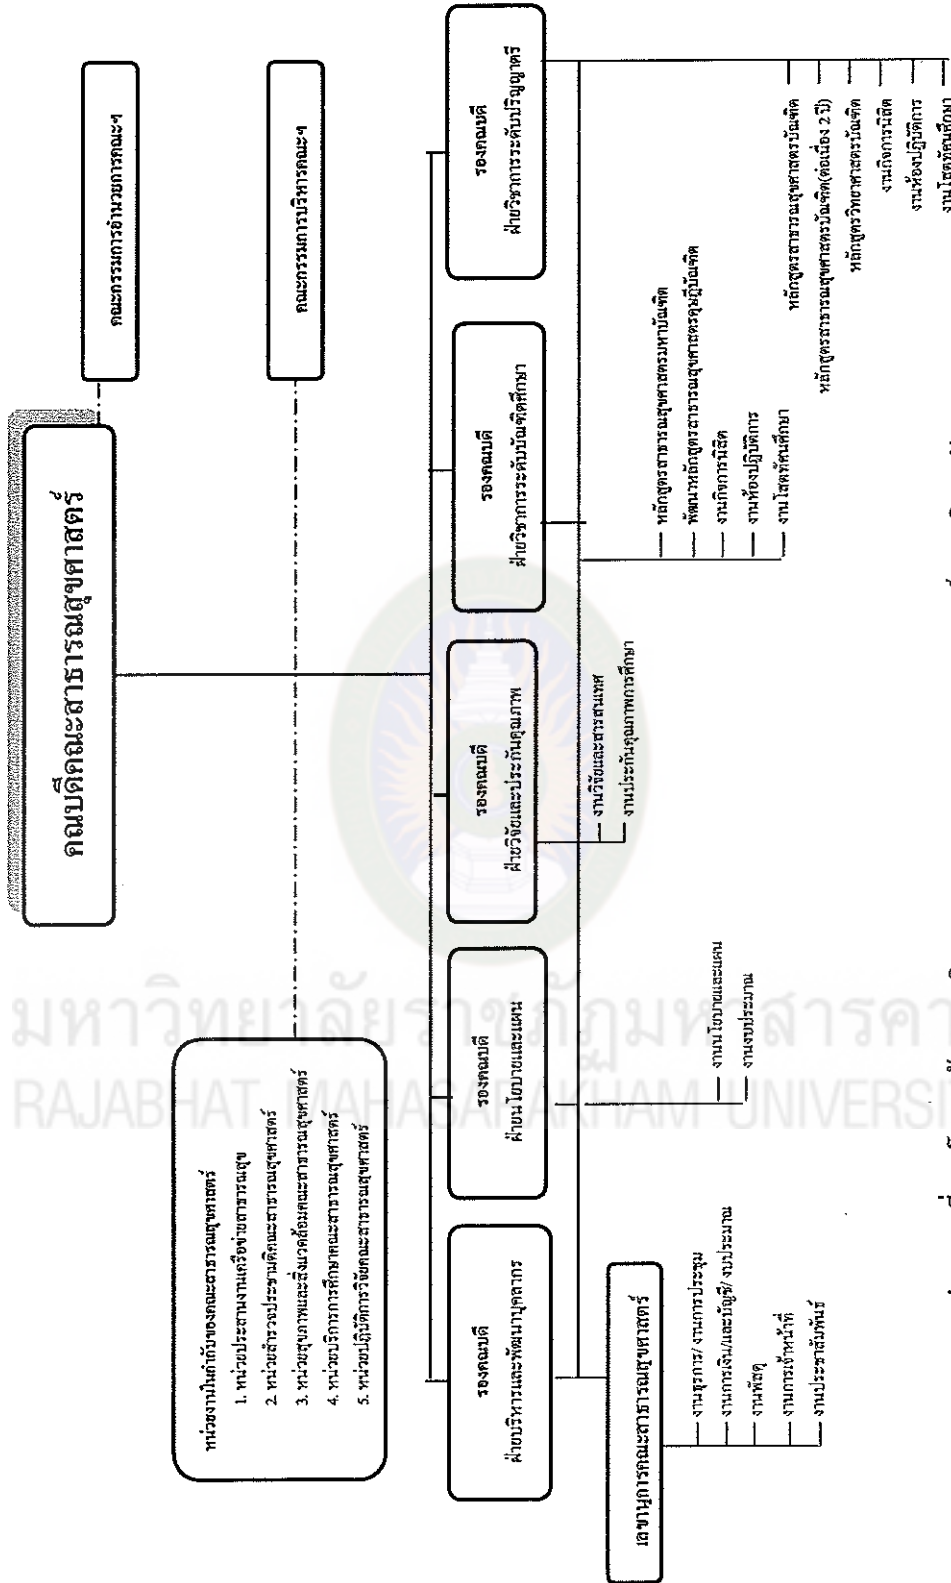 คณบดีคณะสาธารณสุขศาสตร์
คณะกรรมการอำนวยการคณะฯ
คณะกรรมการบริหารคณะฯ
หน่วยงานในกำกับของคณะสาธารณสุขศาสตร์
1. หน่วยประสานงานเครือข่ายสาธารณสุข
2. หน่วยสำรวจประชามติคณะสาธารณสุขศาสตร์
3. หน่วยสุขภาพและสิ่งแวดล้อมคณะสาธารณสุขศาสตร์
4. หน่วยบริการการศึกษาคณะสาธารณสุขศาสตร์
5. หน่วยปฏิบัติการวิจัยคณะสาธารณสุขศาสตร์
รองคณบดี
ฝ่ายบริหารและพัฒนาบุคลากร
รองคณบดี
ฝ่ายนโยบายและแผน
รองคณบดี
ฝ่ายวิจัยและประกันคุณภาพ
รองคณบดี
ฝ่ายวิชาการระดับบัณฑิตศึกษา
รองคณบดี
ฝ่ายวิชาการระดับปริญญาตรี
เลขานุการคณะสาธารณสุขศาสตร์
งานธุรการ/ งานการประชุม
งานการเงิน/และบัญชี/ งบประมาณ
งานพัสดุ
งานการเจ้าหน้าที่
งานประชาสัมพันธ์
งานนโยบายและแผน
งานงบประมาณ
งานวิจัยและสารสนเทศ
งานประกันคุณภาพการศึกษา
หลักสูตรสาธารณสุขศาสตรมหาบัณฑิต
พัฒนาหลักสูตรสาธารณสุขศาสตรดุษฎีบัณฑิต
งานกิจการนิสิต
งานห้องปฏิบัติการ
งานโสตทัศนศึกษา
หลักสูตรสาธารณสุขศาสตรบัณฑิต
หลักสูตรสาธารณสุขศาสตรบัณฑิต(ต่อเนื่อง 2 ปี)
หลักสูตรวิทยาศาสตรบัณฑิต
งานกิจการนิสิต
งานห้องปฏิบัติการ
งานโสตทัศนศึกษา
มหาวิทยาลัยราชภัฏมหาสารคา
RAJABHAT MAHASARAKHAM UNIVERSI